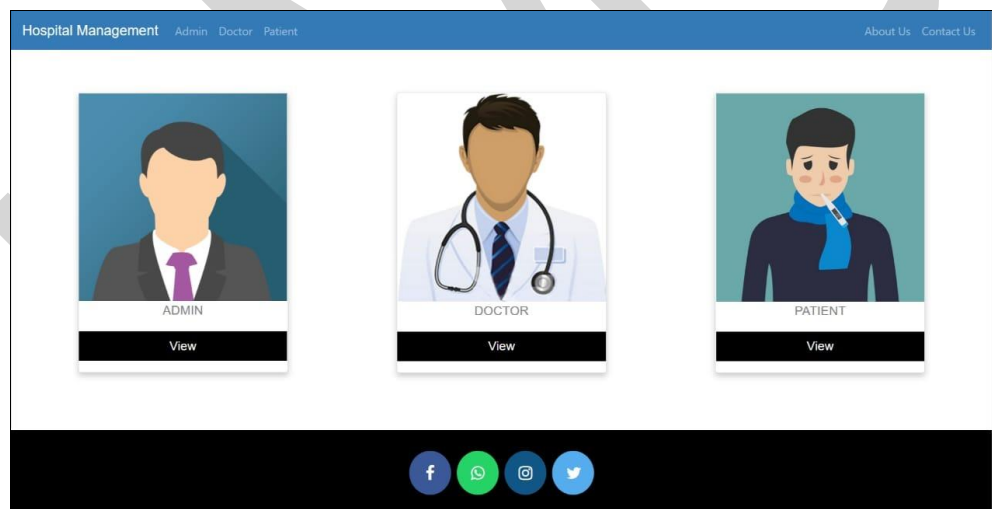 Hospital Management Admin Doctor Patient About Us Contact Us
ADMIN DOCTOR PATIENT
View View View